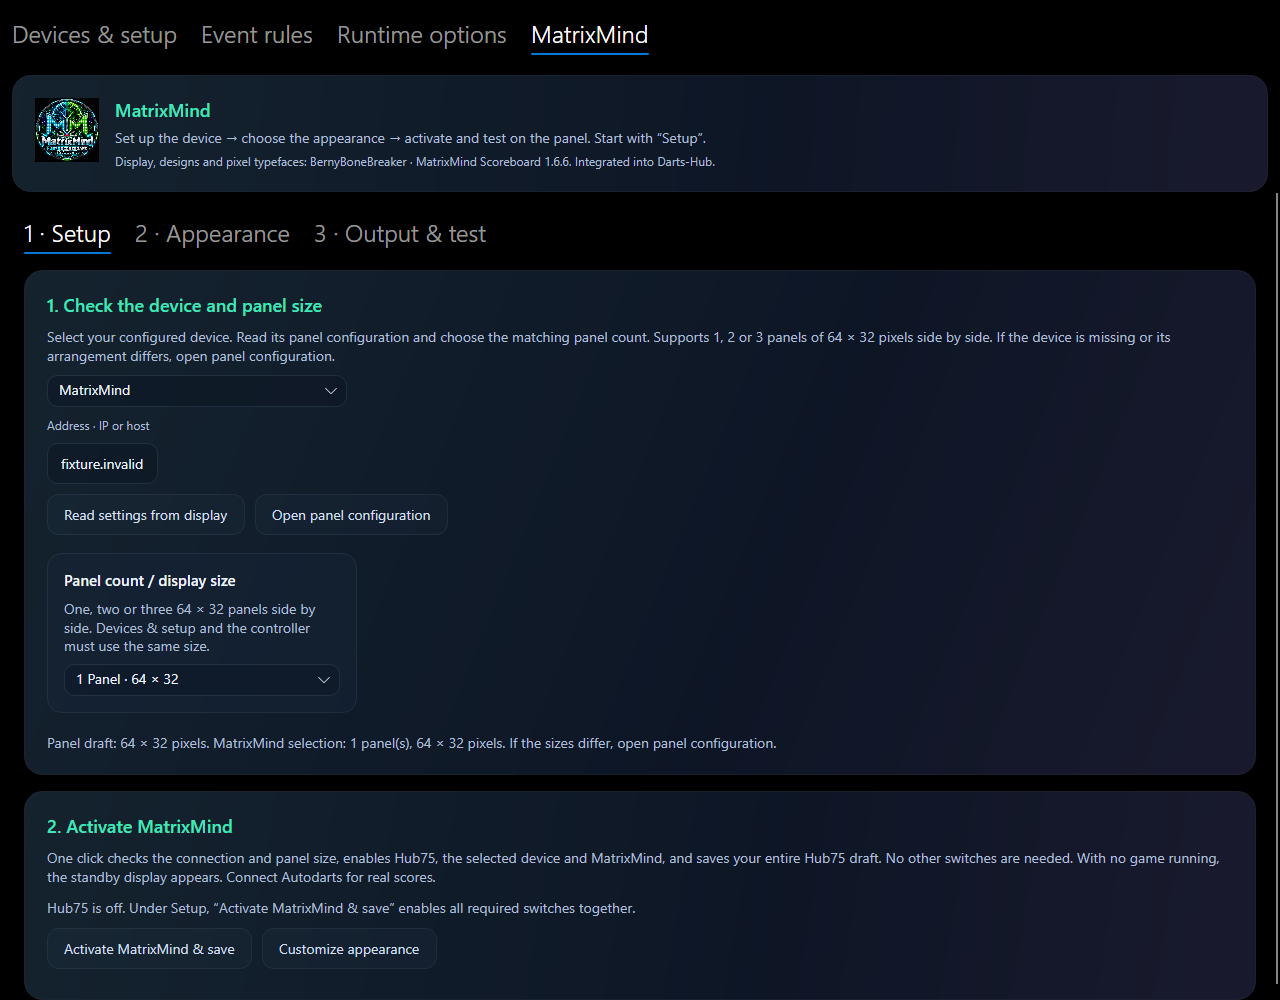 Devices & setup Event rules Runtime options MatrixMind
MatrixMind
MatrixMind
Set up the device → choose the appearance → activate and test on the panel. Start with “Setup”.
Display, designs and pixel typefaces: BernyBoneBreaker · MatrixMind Scoreboard 1.6.6. Integrated into Darts-Hub.
1 · Setup 2 · Appearance 3 · Output & test
1. Check the device and panel size
Select your configured device. Read its panel configuration and choose the matching panel count. Supports 1, 2 or 3 panels of 64 × 32 pixels side by side. If the device is missing or its
arrangement differs, open panel configuration.
MatrixMind
Address · IP or host
fixture.invalid
Read settings from display Open panel configuration
Panel count / display size
One, two or three 64 × 32 panels side by
side. Devices & setup and the controller
must use the same size.
1 Panel · 64 × 32
Panel draft: 64 × 32 pixels. MatrixMind selection: 1 panel(s), 64 × 32 pixels. If the sizes differ, open panel configuration.
2. Activate MatrixMind
One click checks the connection and panel size, enables Hub75, the selected device and MatrixMind, and saves your entire Hub75 draft. No other switches are needed. With no game running,
the standby display appears. Connect Autodarts for real scores.
Hub75 is off. Under Setup, “Activate MatrixMind & save” enables all required switches together.
Activate MatrixMind & save Customize appearance